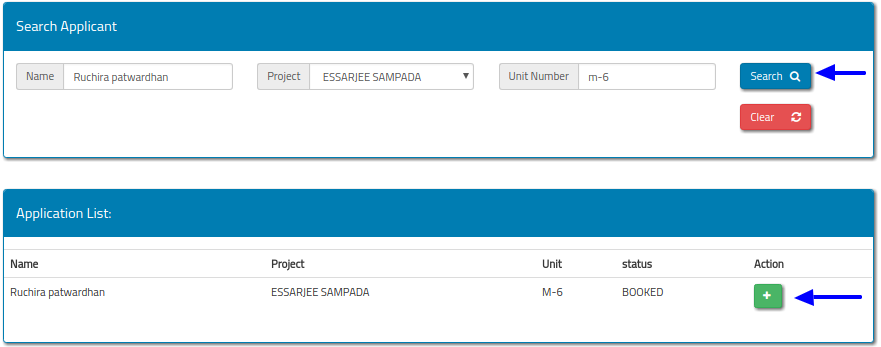 Search Applicant
Name Ruchira patwardhan Project ESSARJEE SAMPADA Unit Number m-6 Search
Clear
Application List:
Name Project Unit status Action
Ruchira patwardhan ESSARJEE SAMPADA M-6 BOOKED